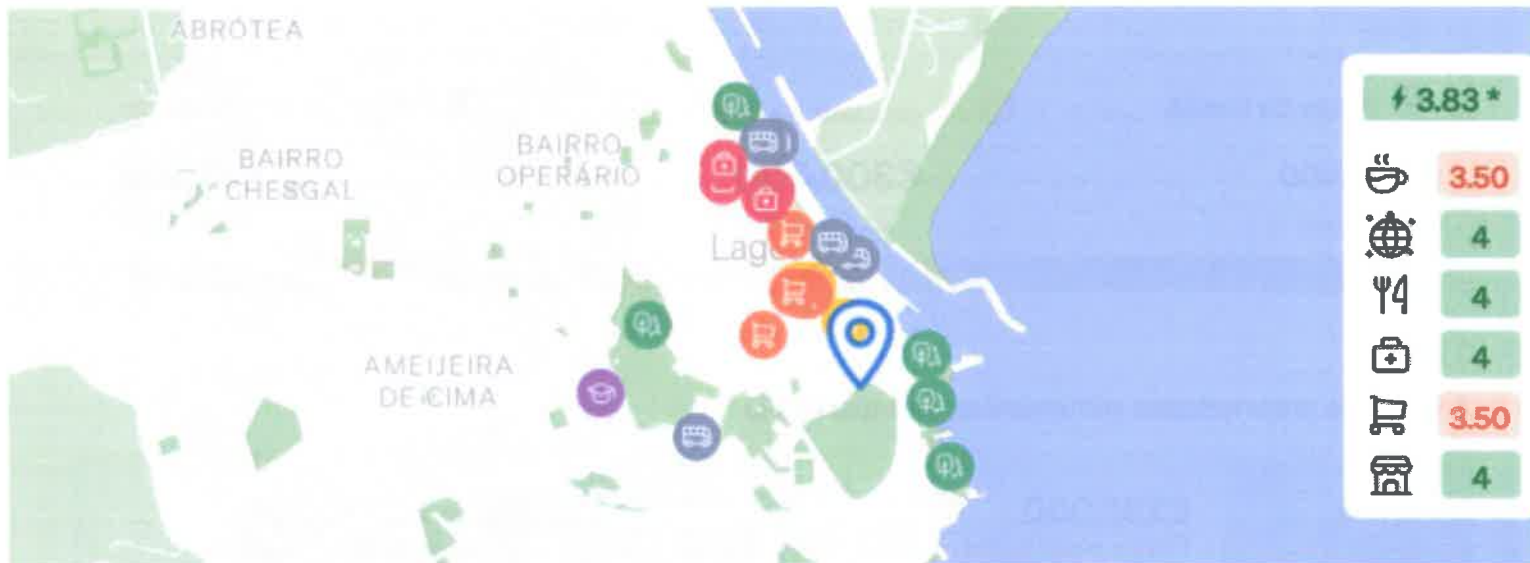 ABRÓTEA
BAIRRO
CHESGAL
BAIRRO
OPERÁRIO
AMEIJEIRA
DE CIMA
3.83 *
3.50
4
4
4
3.50
4